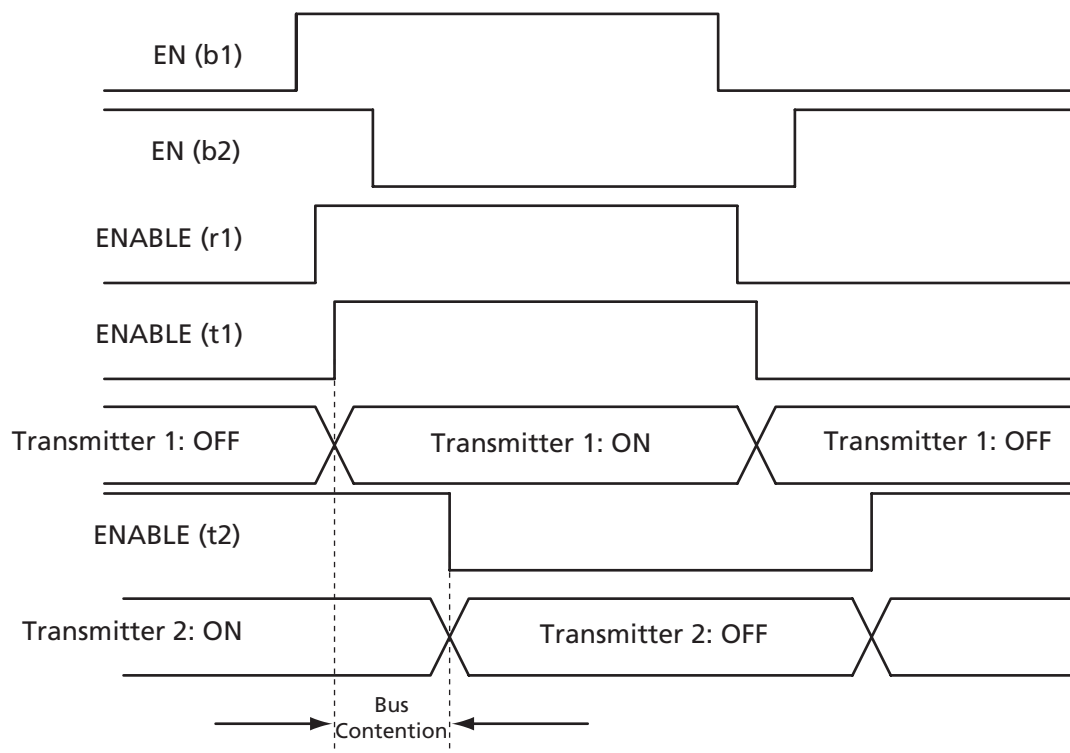 EN (b1)
EN (b2)
ENABLE (r1)
ENABLE (t1)
Transmitter 1: OFF
Transmitter 1: ON
Transmitter 1: OFF
ENABLE (t2)
Transmitter 2: ON
Transmitter 2: OFF
Bus
Contention